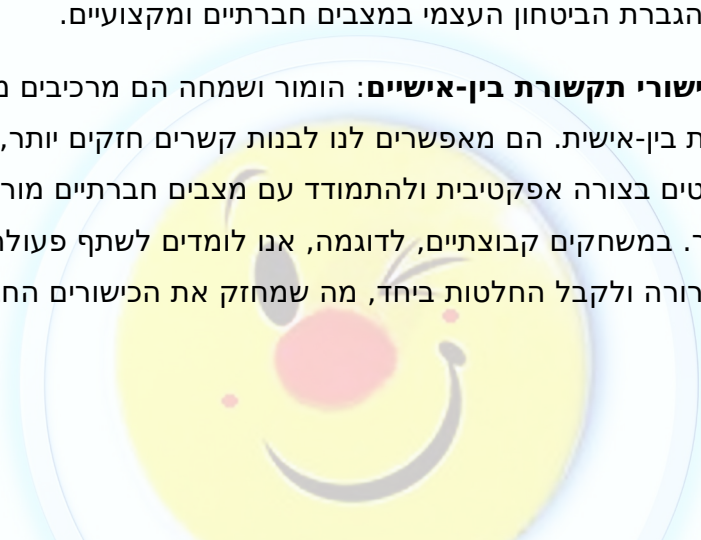 הגברת הביטחון העצמי במצבים חברתיים ומקצועיים.
ישורי תקשורת בין-אישיים: הומור ושמחה הם מרכיבים
ת בין-אישית. הם מאפשרים לנו לבנות קשרים חזקים יותר,
טים בצורה אפקטיבית ולהתמודד עם מצבים חברתיים מור
ר. במשחקים קבוצתיים, לדוגמה, אנו לומדים לשתף פעול
רורה ולקבל החלטות ביחד, מה שמחזק את הכישורים הח